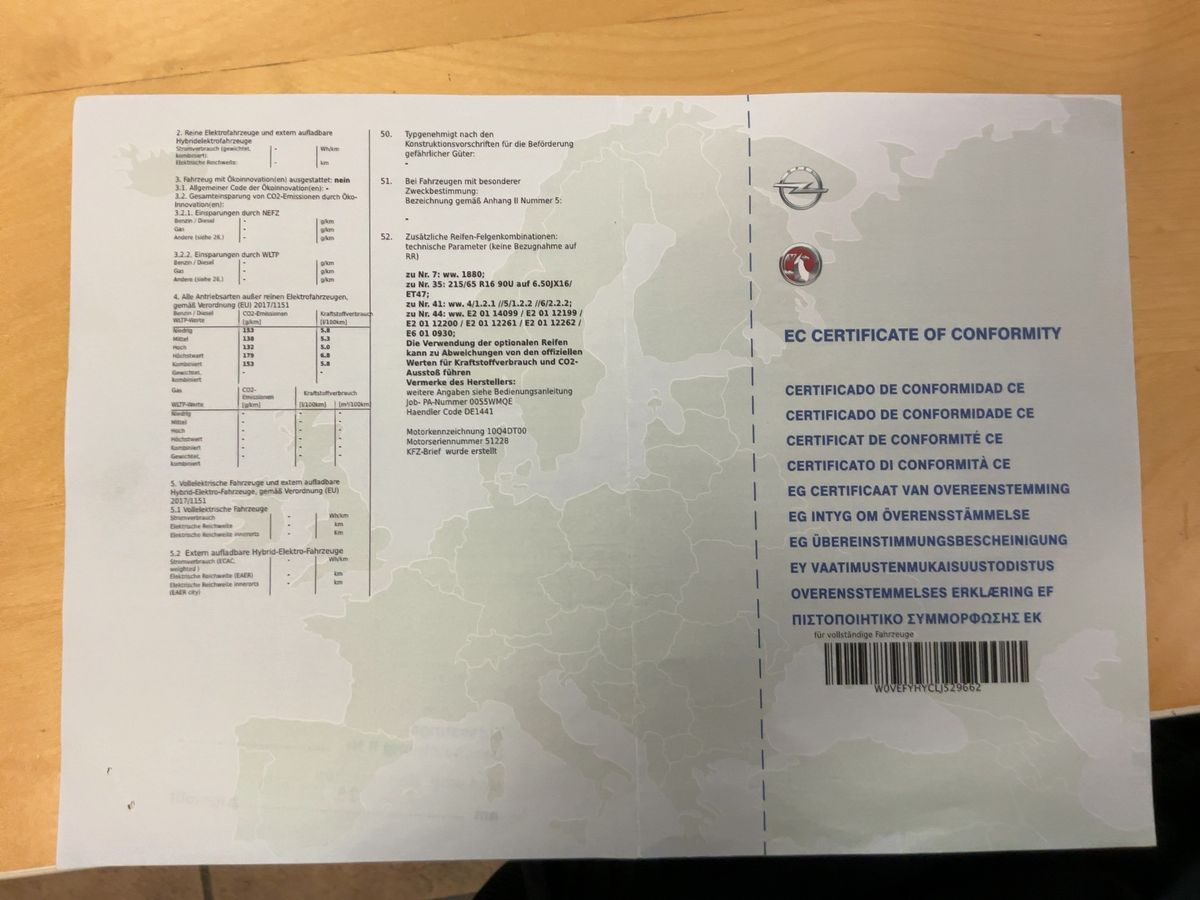 2. Reine Elektrofahrzeuge und extern aufladbare
Hybridelektrofahrzeuge
Stromverbrauch (gewichtet, - Wh/km
kombiniert):
Elektrische Reichweite: - km
3. Fahrzeug mit Ökoinnovation(en) ausgestattet: nein
3.1. Allgemeiner Code der Ökoinnovation(en): -
3.2. Gesamteinsparung von CO2-Emissionen durch Öko-
Innovation(en):
3.2.1. Einsparungen durch NEFZ
Benzin / Diesel - g/km
Gas - g/km
Andere (siehe 26.) - g/km
3.2.2. Einsparungen durch WLTP
Benzin / Diesel - g/km
Gas - g/km
Andere (siehe 26.) - g/km
4. Alle Antriebsarten außer reinen Elektrofahrzeugen,
gemäß Verordnung (EU) 2017/1151
Benzin / Diesel CO2-Emissionen Kraftstoffverbrauch
WLTP-Werte [g/km] [l/100km]
Niedrig 153 5.8
Mittel 138 5.3
Hoch 132 5.0
Höchstwert 179 6.8
Kombiniert 153 5.8
Gewichtet, - -
kombiniert
Gas CO2- Kraftstoffverbrauch
Emissionen
WLTP-Werte [g/km] [l/100km] [m³/100km]
Niedrig - - -
Mittel - - -
Hoch - - -
Höchstwert - - -
Kombiniert - - -
Gewichtet, - - -
kombiniert
5. Vollelektrische Fahrzeuge und extern aufladbare
Hybrid-Elektro-Fahrzeuge, gemäß Verordnung (EU)
2017/1151
5.1 Vollelektrische Fahrzeuge
Stromverbrauch - Wh/km
Elektrische Reichweite - km
Elektrische Reichweite innerorts - Km
5.2 Extern aufladbare Hybrid-Elektro-Fahrzeuge
Stromverbrauch (ECAC, - Wh/km
weighted )
Elektrische Reichweite (EAER) - km
Elektrische Reichweite innerorts - km
(EAER city)
50. Typgenehmigt nach den
Konstruktionsvorschriften für die Beförderung
gefährlicher Güter:
-
51. Bei Fahrzeugen mit besonderer
Zweckbestimmung:
Bezeichnung gemäß Anhang II Nummer 5:
-
52. Zusätzliche Reifen-Felgenkombinationen:
technische Parameter (keine Bezugnahme auf
RR)
zu Nr. 7: ww. 1880;
zu Nr. 35: 215/65 R16 90U auf 6.50JX16/
ET47;
zu Nr. 41: ww. 4/1.2.1 //5/1.2.2 //6/2.2.2;
zu Nr. 44: ww. E2 01 14099 / E2 01 12199 /
E2 01 12200 / E2 01 12261 / E2 01 12262 /
E6 01 0930;
Die Verwendung der optionalen Reifen
kann zu Abweichungen von den offiziellen
Werten für Kraftstoffverbrauch und CO2-
Ausstoß führen
Vermerke des Herstellers:
weitere Angaben siehe Bedienungsanleitung
Job- PA-Nummer 0055WMQE
Haendler Code DE1441
Motorkennzeichnung 10Q4DT00
Motorseriennummer 51228
KFZ-Brief wurde erstellt
EC CERTIFICATE OF CONFORMITY
CERTIFICADO DE CONFORMIDAD CE
CERTIFICADO DE CONFORMIDADE CE
CERTIFICAT DE CONFORMITÉ CE
CERTIFICATO DI CONFORMITÀ CE
EG CERTIFICAAT VAN OVEREENSTEMMING
EG INTYG OM ÖVERENSSTÄMMELSE
EG ÜBEREINSTIMMUNGSBESCHEINIGUNG
EY VAATIMUSTENMUKAISUUSTODISTUS
OVERENSSTEMMELSES ERKLÆRING EF
ΠΙΣΤΟΠΟΙΗΤΙΚΟ ΣΥΜΜΟΡΦΩΣΗΣ ΕΚ
für vollständige Fahrzeuge
W0VEFYHYCLJ529662